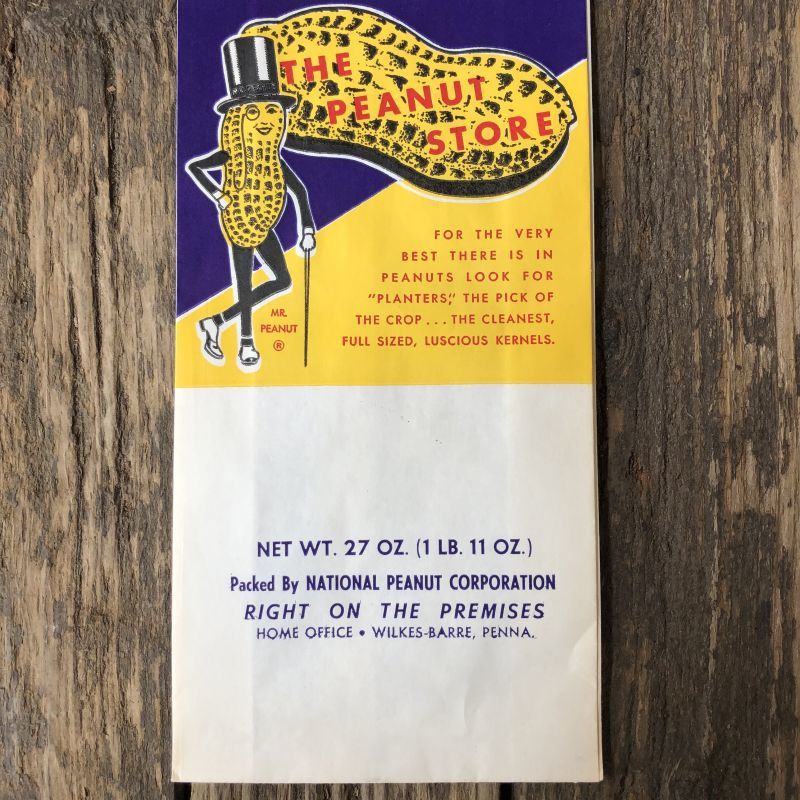 THE
PEANUT
STORE
FOR THE VERY
BEST THERE IS IN
PEANUTS LOOK FOR
"PLANTERS," THE PICK OF
THE CROP . . . THE CLEANEST,
FULL SIZED, LUSCIOUS KERNELS.
MR.
PEANUT
®
NET WT. 27 OZ. (1 LB. 11 OZ.)
Packed By NATIONAL PEANUT CORPORATION
RIGHT ON THE PREMISES
HOME OFFICE • WILKES-BARRE, PENNA.